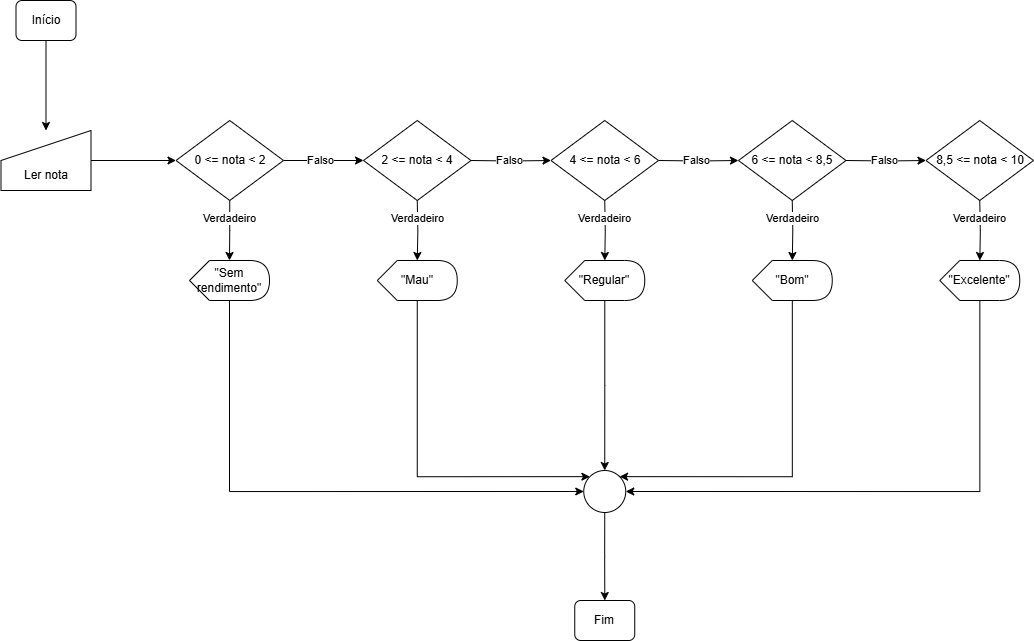 Início
Ler nota
0 <= nota < 2
Falso
2 <= nota < 4
Falso
4 <= nota < 6
Falso
6 <= nota < 8,5
Falso
8,5 <= nota < 10
Verdadeiro
Verdadeiro
Verdadeiro
Verdadeiro
Verdadeiro
"Sem
rendimento"
"Mau"
"Regular"
"Bom"
"Excelente"
Fim